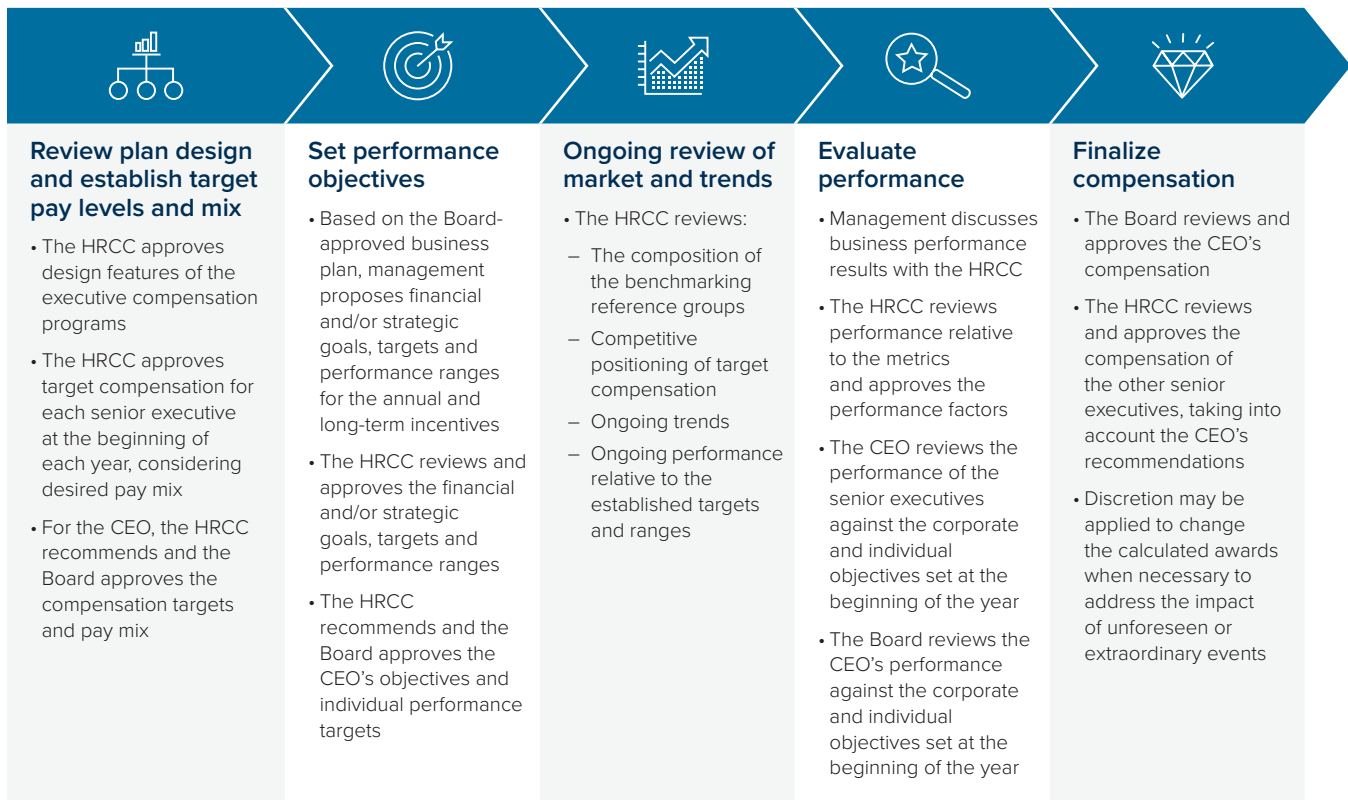 Review plan design
and establish target
pay levels and mix
• The HRCC approves
design features of the
executive compensation
programs
• The HRCC approves
target compensation for
each senior executive
at the beginning of
each year, considering
desired pay mix
• For the CEO, the HRCC
recommends and the
Board approves the
compensation targets
and pay mix
Set performance
objectives
• Based on the Board-
approved business
plan, management
proposes financial
and/or strategic
goals, targets and
performance ranges
for the annual and
long-term incentives
• The HRCC reviews and
approves the financial
and/or strategic
goals, targets and
performance ranges
• The HRCC
recommends and the
Board approves the
CEO’s objectives and
individual performance
targets
Ongoing review of
market and trends
• The HRCC reviews:
– The composition of
the benchmarking
reference groups
– Competitive
positioning of target
compensation
– Ongoing trends
– Ongoing performance
relative to the
established targets
and ranges
Evaluate
performance
• Management discusses
business performance
results with the HRCC
• The HRCC reviews
performance relative
to the metrics
and approves the
performance factors
• The CEO reviews the
performance of the
senior executives
against the corporate
and individual
objectives set at the
beginning of the year
• The Board reviews the
CEO’s performance
against the corporate
and individual
objectives set at the
beginning of the year
Finalize
compensation
• The Board reviews and
approves the CEO’s
compensation
• The HRCC reviews
and approves the
compensation of
the other senior
executives, taking into
account the CEO’s
recommendations
• Discretion may be
applied to change
the calculated awards
when necessary to
address the impact
of unforeseen or
extraordinary events